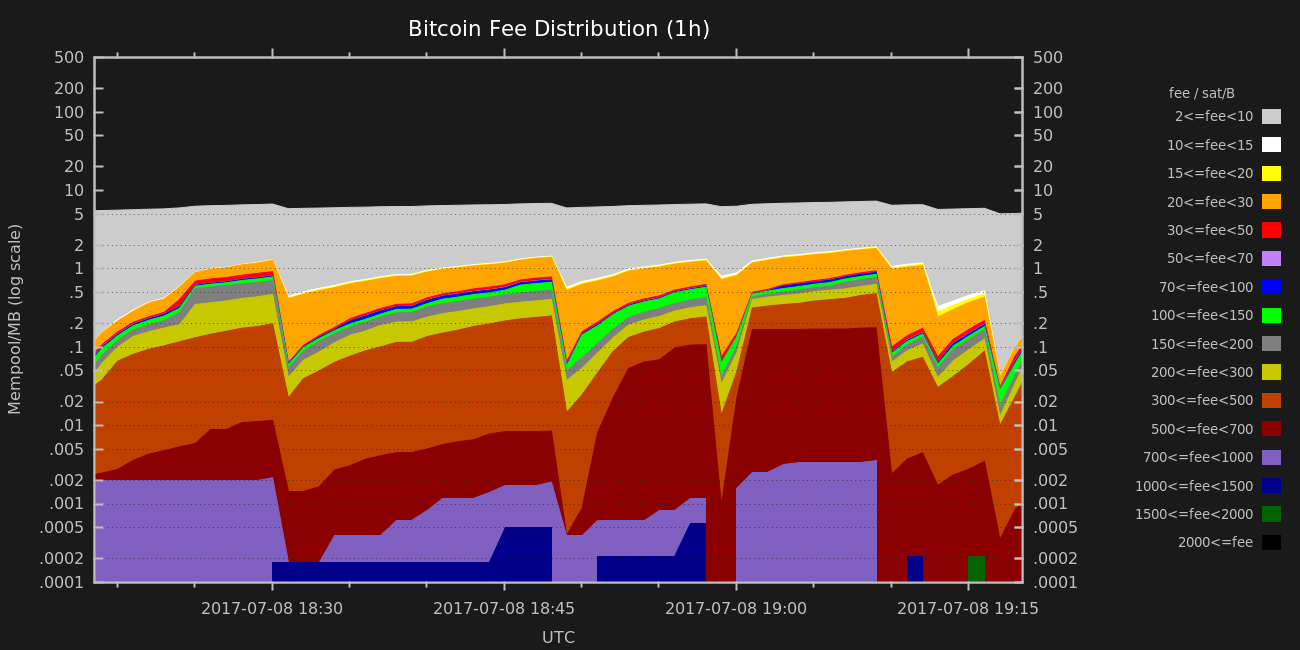 Bitcoin Fee Distribution (1h)
Mempool/MB (log scale)
500
200
100
50
20
10
5
2
1
.5
.2
.1
.05
.02
.01
.005
.002
.001
.0005
.0002
.0001
500
200
100
50
20
10
5
2
1
.5
.2
.1
.05
.02
.01
.005
.002
.001
.0005
.0002
.0001
2017-07-08 18:30
2017-07-08 18:45
2017-07-08 19:00
2017-07-08 19:15
UTC
fee / sat/B
2<=fee<10
10<=fee<15
15<=fee<20
20<=fee<30
30<=fee<50
50<=fee<70
70<=fee<100
100<=fee<150
150<=fee<200
200<=fee<300
300<=fee<500
500<=fee<700
700<=fee<1000
1000<=fee<1500
1500<=fee<2000
2000<=fee